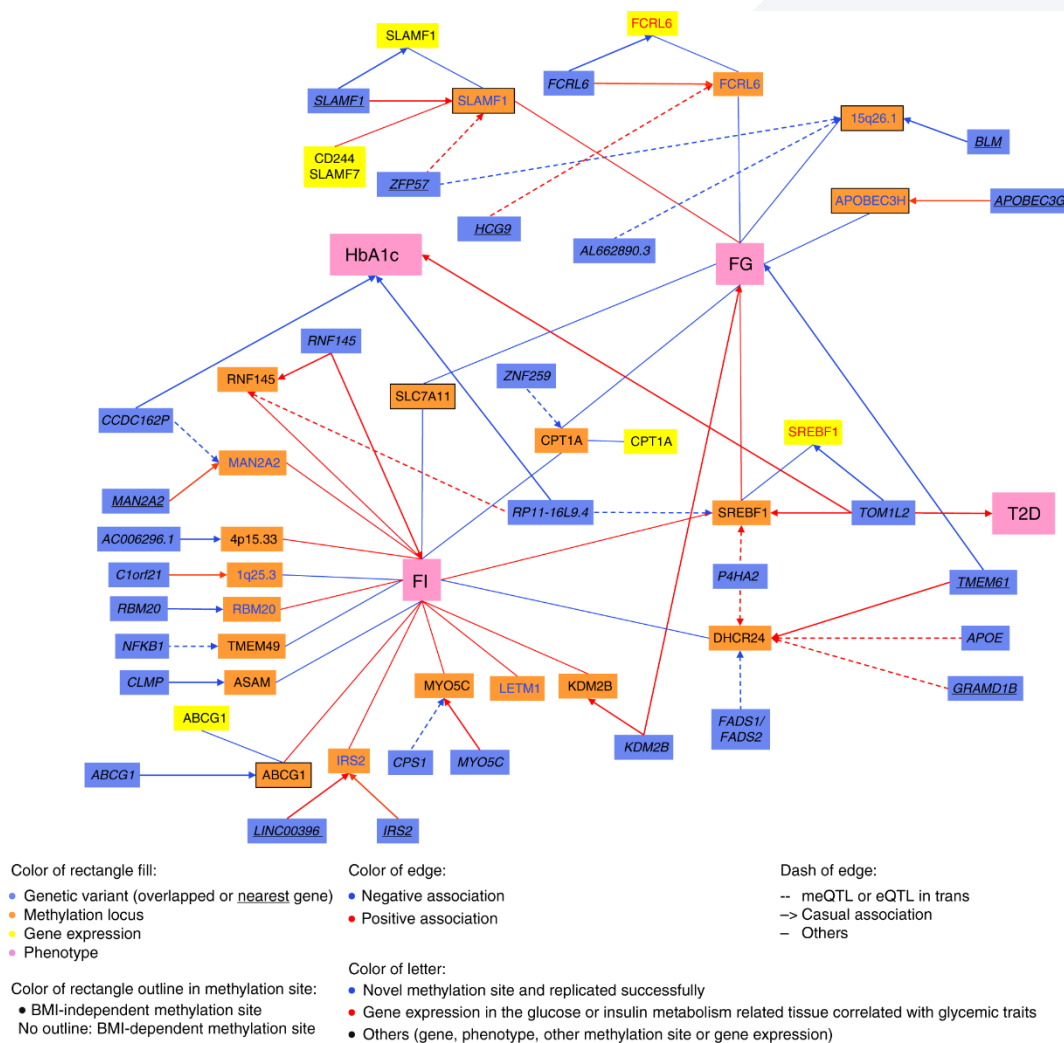 SLAMF1
FCRL6
SLAMF1
SLAMF1
FCRL6
FCRL6
CD244
SLAMF7
ZFP57
15q26.1
BLM
HCG9
AL662890.3
APOBEC3H
APOBEC3G
HbA1c
FG
RNF145
RNF145
SLC7A11
ZNF259
CCDC162P
CPT1A
CPT1A
SREBF1
MAN2A2
MAN2A2
RP11-16L9.4
SREBF1
TOM1L2
T2D
AC006296.1
4p15.33
C1orf21
1q25.3
FI
P4HA2
TMEM61
RBM20
RBM20
NFKB1
TMEM49
DHCR24
APOE
CLMP
ASAM
MYO5C
LETM1
KDM2B
GRAMD1B
ABCG1
FADS1/
FADS2
ABCG1
ABCG1
IRS2
CPS1
MYO5C
KDM2B
LINC00396
IRS2
Color of rectangle fill:
Genetic variant (overlapped or nearest gene)
Methylation locus
Gene expression
Phenotype
Color of rectangle outline in methylation site:
● BMI-independent methylation site
No outline: BMI-dependent methylation site
Color of edge:
Negative association
Positive association
Color of letter:
Novel methylation site and replicated successfully
Gene expression in the glucose or insulin metabolism related tissue correlated with glycemic traits
Others (gene, phenotype, other methylation site or gene expression)
Dash of edge:
-- meQTL or eQTL in trans
–> Casual association
– Others